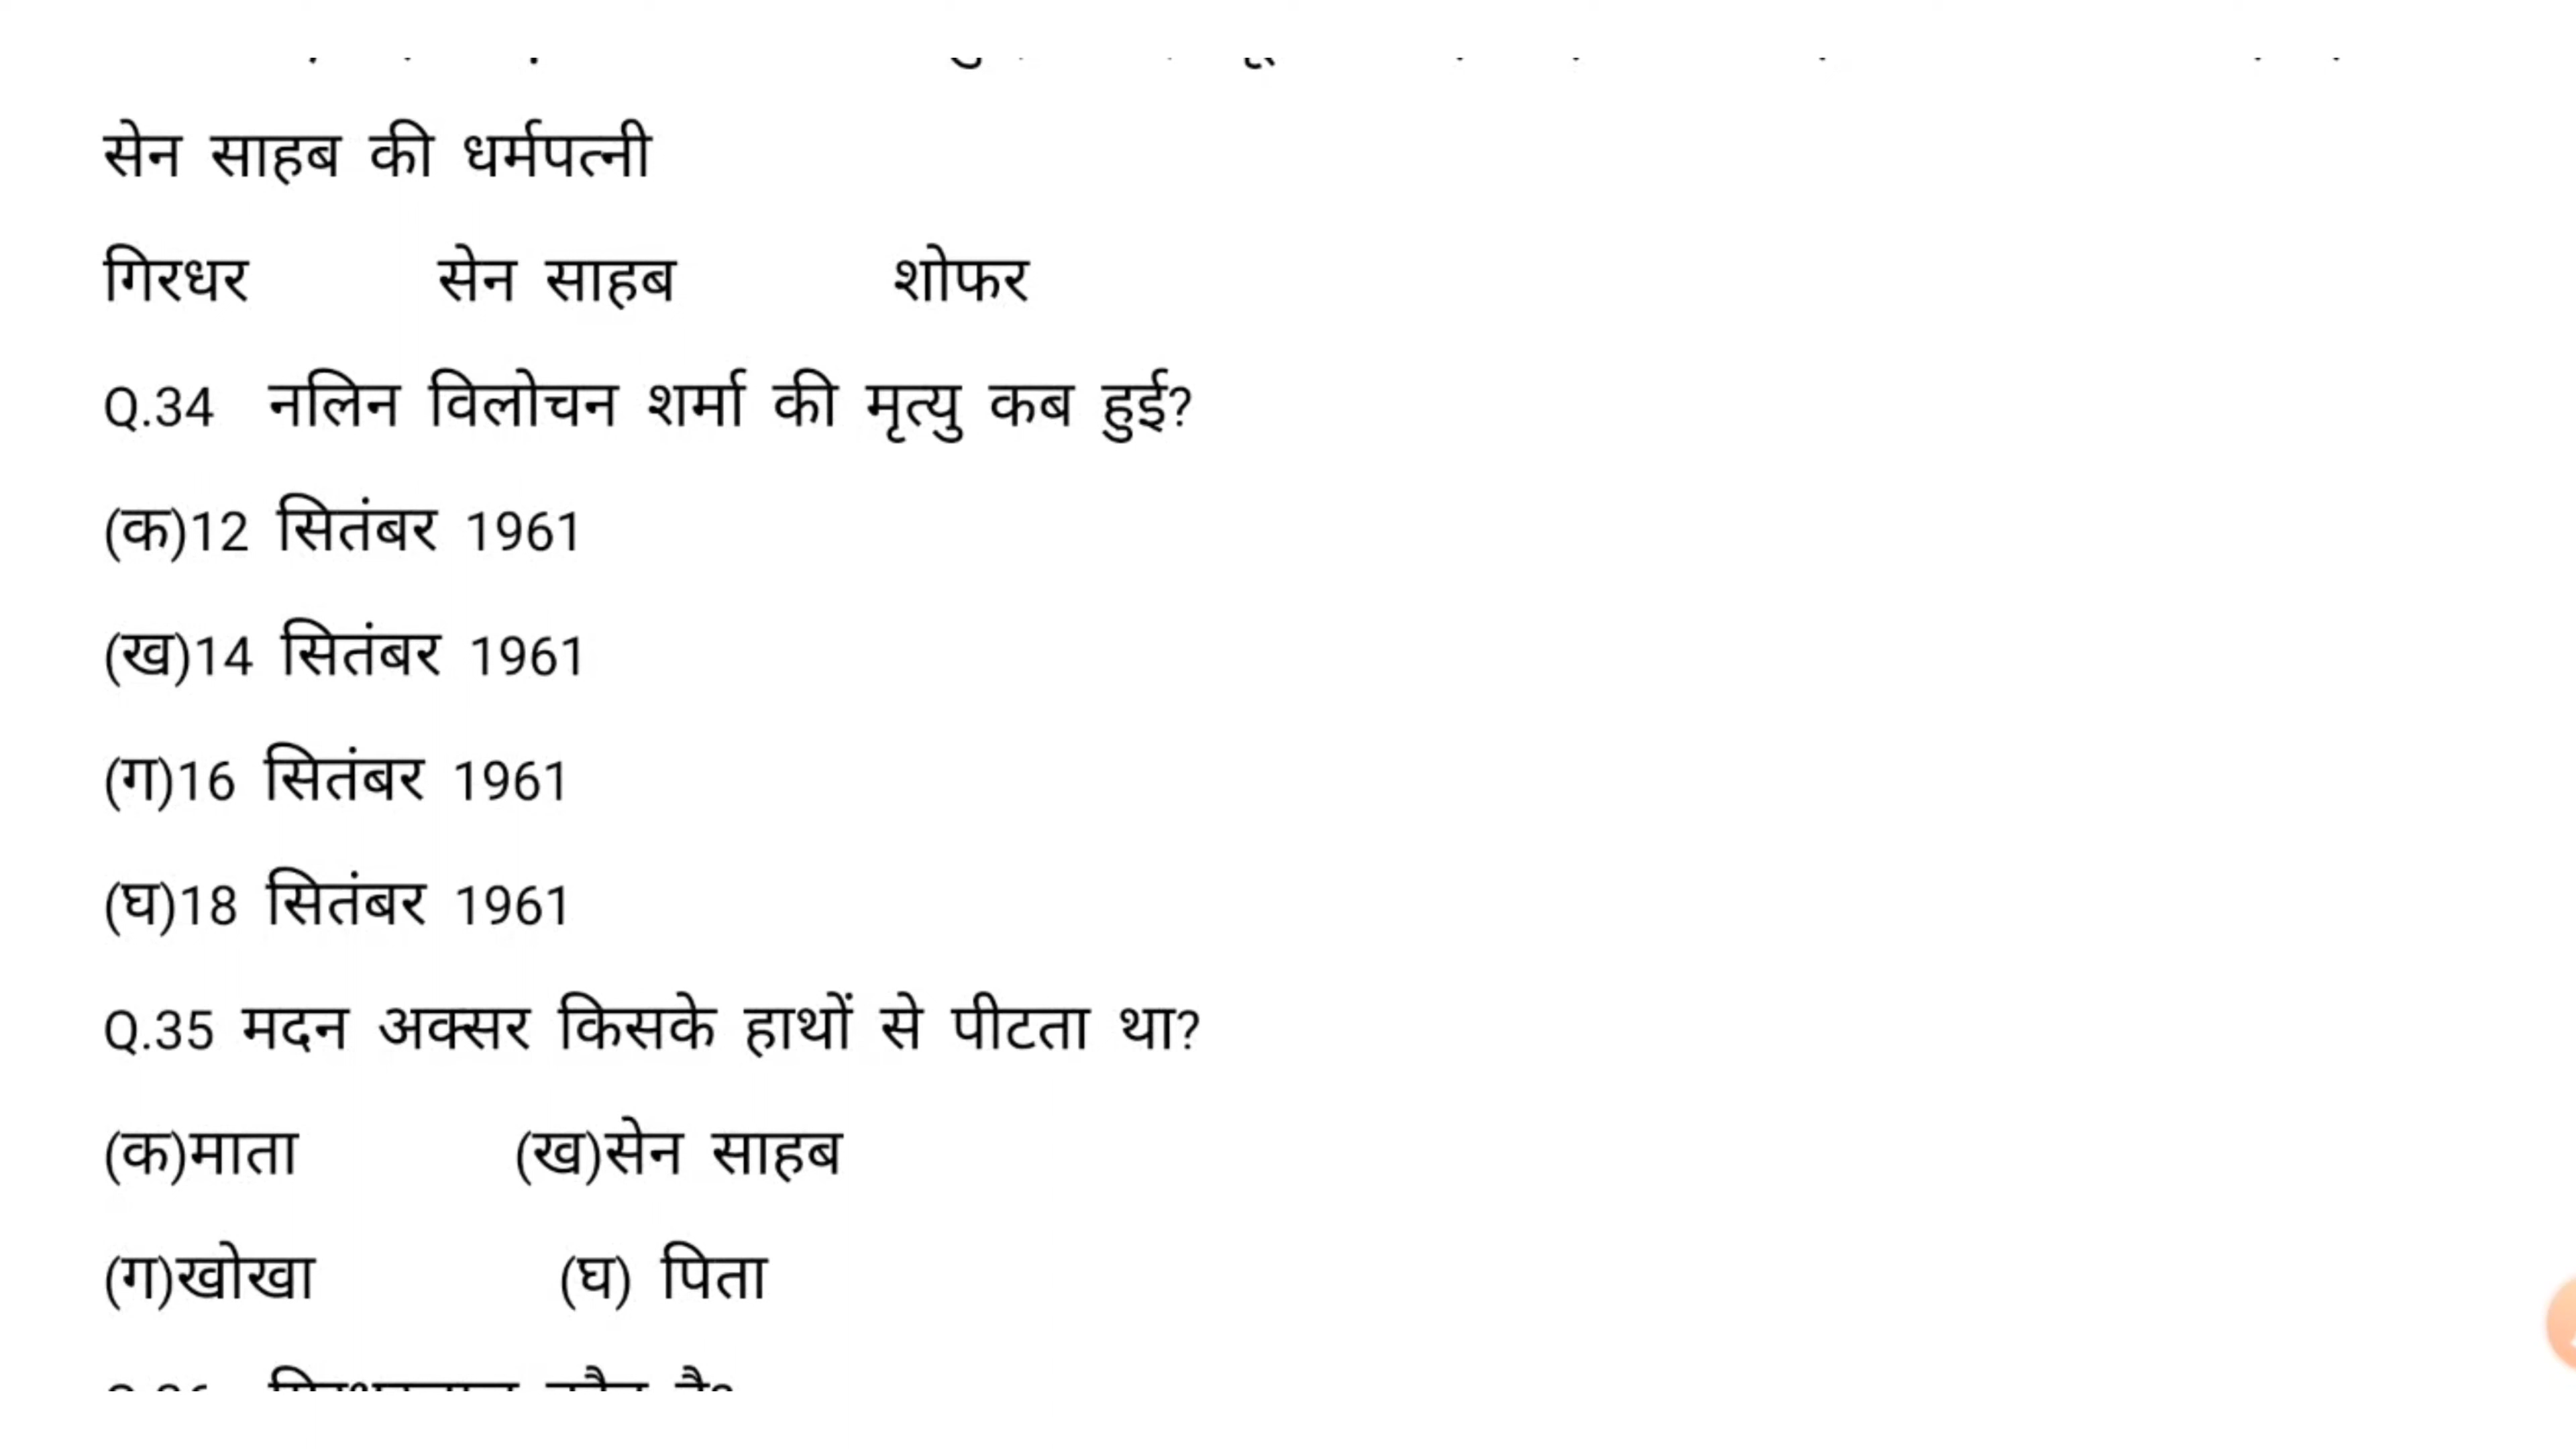 सेन साहब की धर्मपत्नी
गिरधर सेन साहब शोफर
Q.34 नलिन विलोचन शर्मा की मृत्यु कब हुई?
(क)12 सितंबर 1961
(ख)14 सितंबर 1961
(ग)16 सितंबर 1961
(घ)18 सितंबर 1961
Q.35 मदन अक्सर किसके हाथों से पीटता था?
(क)माता (ख)सेन साहब
(ग)खोखा (घ) पिता